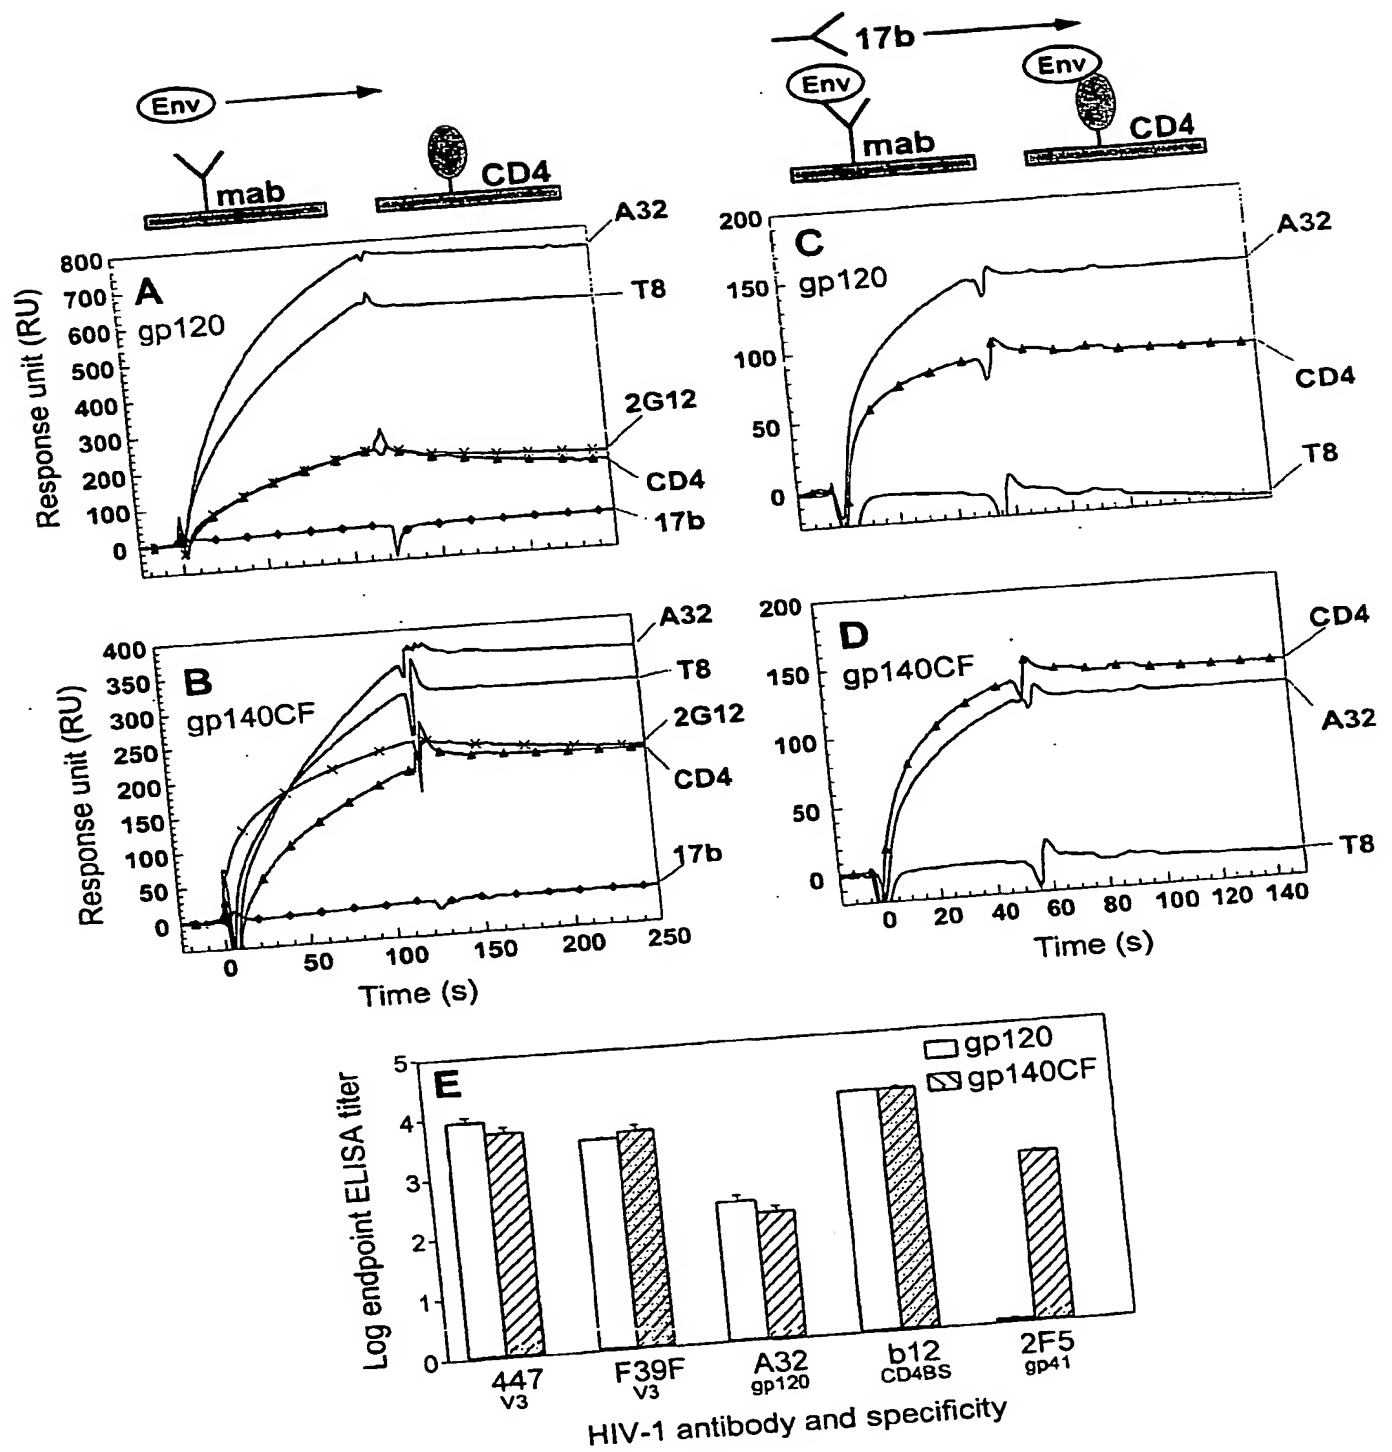 Env
mab
CD4
17b
Env
mab
Env
CD4
A
gp120
Response unit (RU)
800
700
600
500
400
300
200
100
0
A32
T8
2G12
CD4
17b
C
gp120
200
150
100
50
0
A32
CD4
T8
B
gp140CF
Response unit (RU)
400
350
300
250
200
150
100
50
0
A32
T8
2G12
CD4
17b
0 50 100 150 200 250
Time (s)
D
gp140CF
200
150
100
50
0
CD4
A32
T8
0 20 40 60 80 100 120 140
Time (s)
E
gp120
gp140CF
Log endpoint ELISA titer
5
4
3
2
1
0
447 F39F A32 b12 2F5
V3 V3 gp120 CD4BS gp41
HIV-1 antibody and specificity